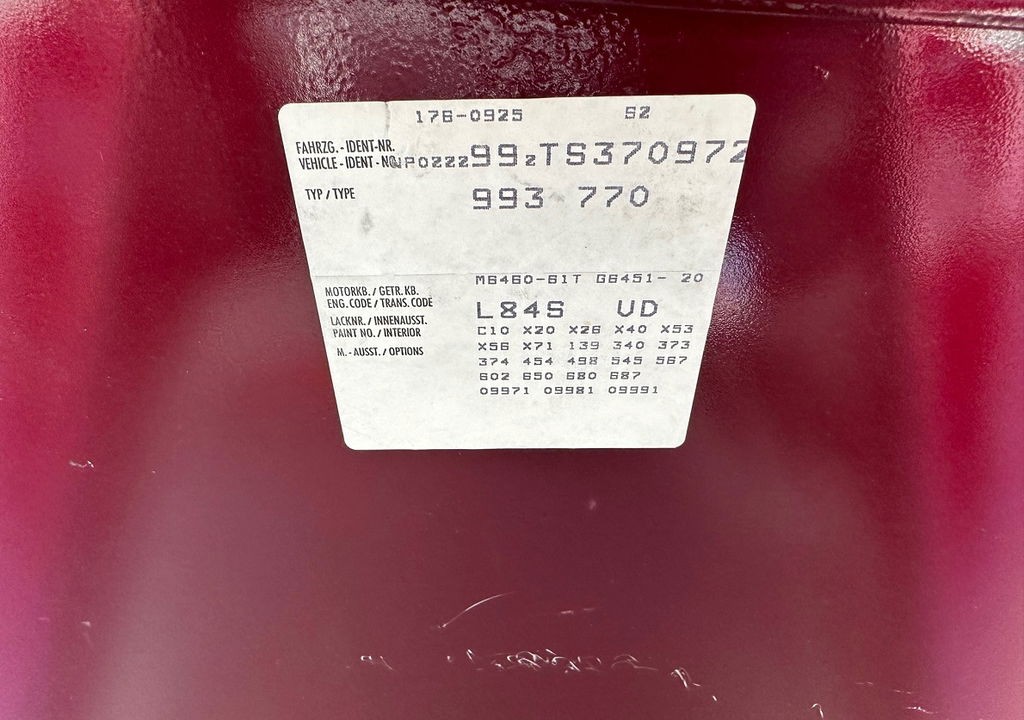 176-0925 S2
FAHRZG. - IDENT-NR.
VEHICLE - IDENT - NO. WP0ZZZ99ZTS370972
TYP / TYPE 993 770
M6460-61T G6451- 20
MOTORKB. / GETR. KB.
ENG. CODE / TRANS. CODE
L84S UD
LACKNR. / INNENAUSST.
PAINT NO. / INTERIOR
C10 X20 X26 X40 X53
X56 X71 139 340 373
M. - AUSST. / OPTIONS
374 454 498 545 567
602 650 680 687
09971 09981 09991